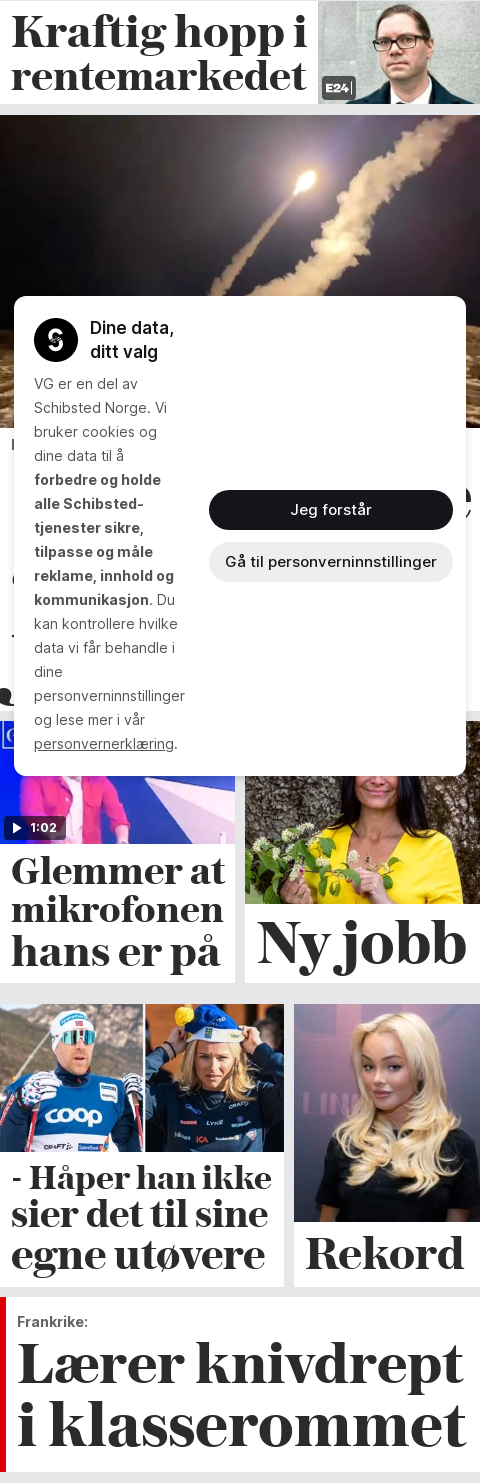 Kraftig hopp i
rentemarkedet
E24
Dine data,
ditt valg
VG er en del av
Schibsted Norge. Vi
bruker cookies og
dine data til å
forbedre og holde
alle Schibsted-
tjenester sikre,
tilpasse og måle
reklame, innhold og
kommunikasjon. Du
kan kontrollere hvilke
data vi får behandle i
dine
personverninnstillinger
og lese mer i vår
personvernerklæring.
Jeg forstår
Gå til personverninnstillinger
1:02
Glemmer at
mikrofonen
hans er på
Ny jobb
coop
CRAFT
LYKE
ICA
- Håper han ikke
sier det til sine
egne utøvere
Rekord
Frankrike:
Lærer knivdrept
i klasserommet